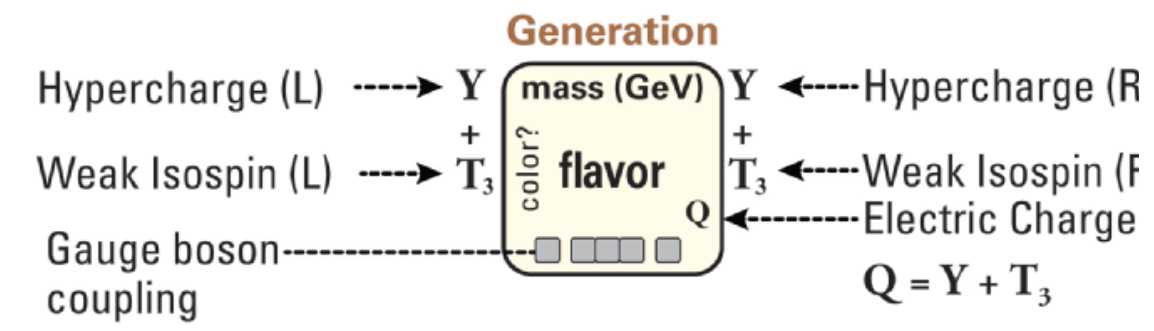 Generation
Hypercharge (L) Y mass (GeV) Y Hypercharge (R
+ color? +
Weak Isospin (L) T₃ flavor T₃ Weak Isospin (
Q Electric Charge
Gauge boson
coupling
Q = Y + T₃